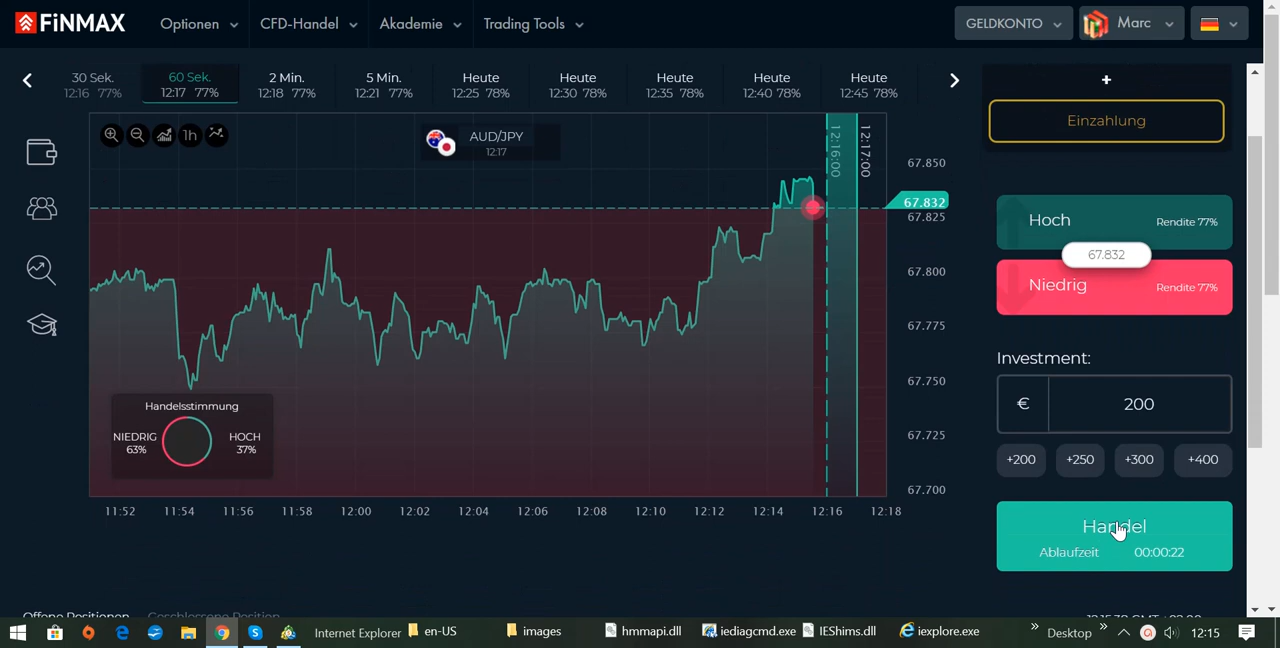 FiNMAX
Optionen
CFD-Handel
Akademie
Trading Tools
GELDKONTO
Marc
30 Sek.
12:16 77%
60 Sek.
12:17 77%
2 Min.
12:18 77%
5 Min.
12:21 77%
Heute
12:25 78%
Heute
12:30 78%
Heute
12:35 78%
Heute
12:40 78%
Heute
12:45 78%
+
Einzahlung
1h
AUD/JPY
12:17
12:16:00
12:17:00
67.850
67.832
67.825
67.800
67.775
67.750
67.725
67.700
Handelsstimmung
NIEDRIG
63%
HOCH
37%
11:52 11:54 11:56 11:58 12:00 12:02 12:04 12:06 12:08 12:10 12:12 12:14 12:16 12:18
Hoch
Rendite 77%
67.832
Niedrig
Rendite 77%
Investment:
€ 200
+200 +250 +300 +400
Handel
Ablaufzeit 00:00:22
Offene Positionen
Geschlossene Position
Internet Explorer
en-US
images
hmmapi.dll
iediagcmd.exe
IEShims.dll
iexplore.exe
»
Desktop
»
12:15